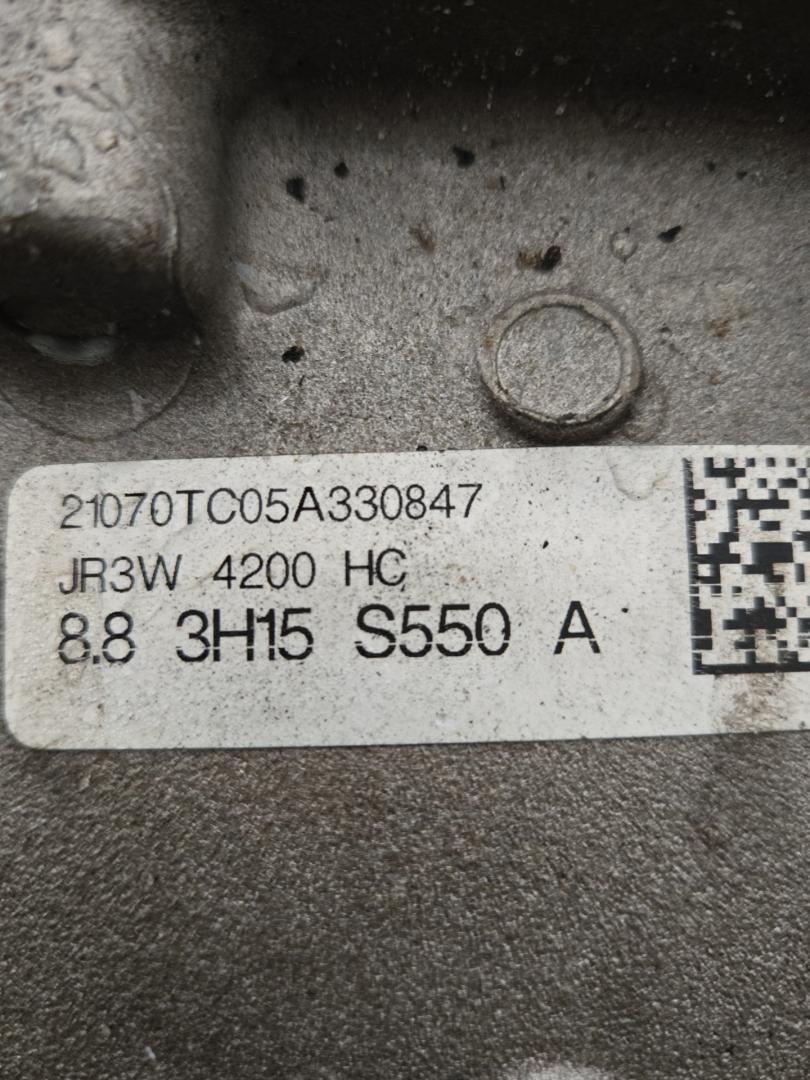 21070TC05A330847
JR3W 4200 HC
8.8 3H15 S550 A